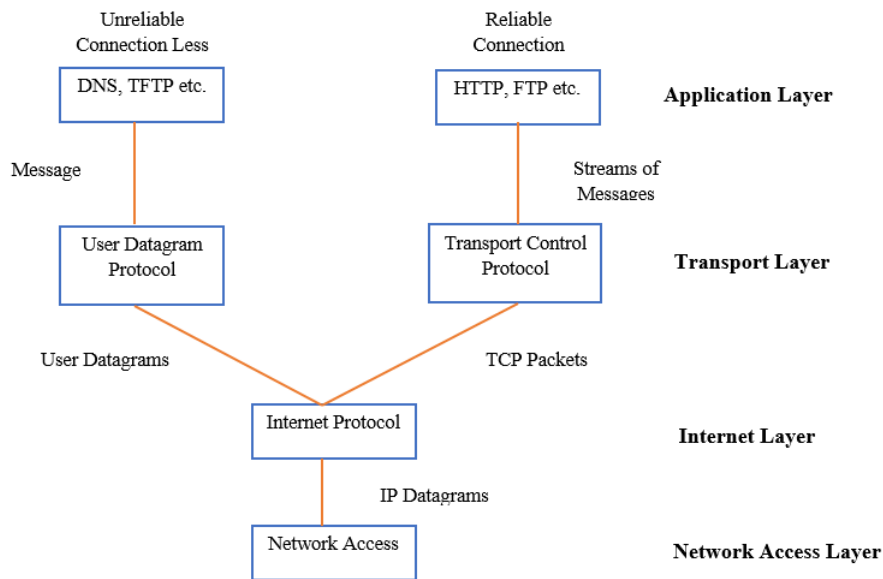 Unreliable
Connection Less
Reliable
Connection
DNS, TFTP etc.
HTTP, FTP etc.
Application Layer
Message
Streams of
Messages
User Datagram
Protocol
Transport Control
Protocol
Transport Layer
User Datagrams
TCP Packets
Internet Protocol
Internet Layer
IP Datagrams
Network Access
Network Access Layer